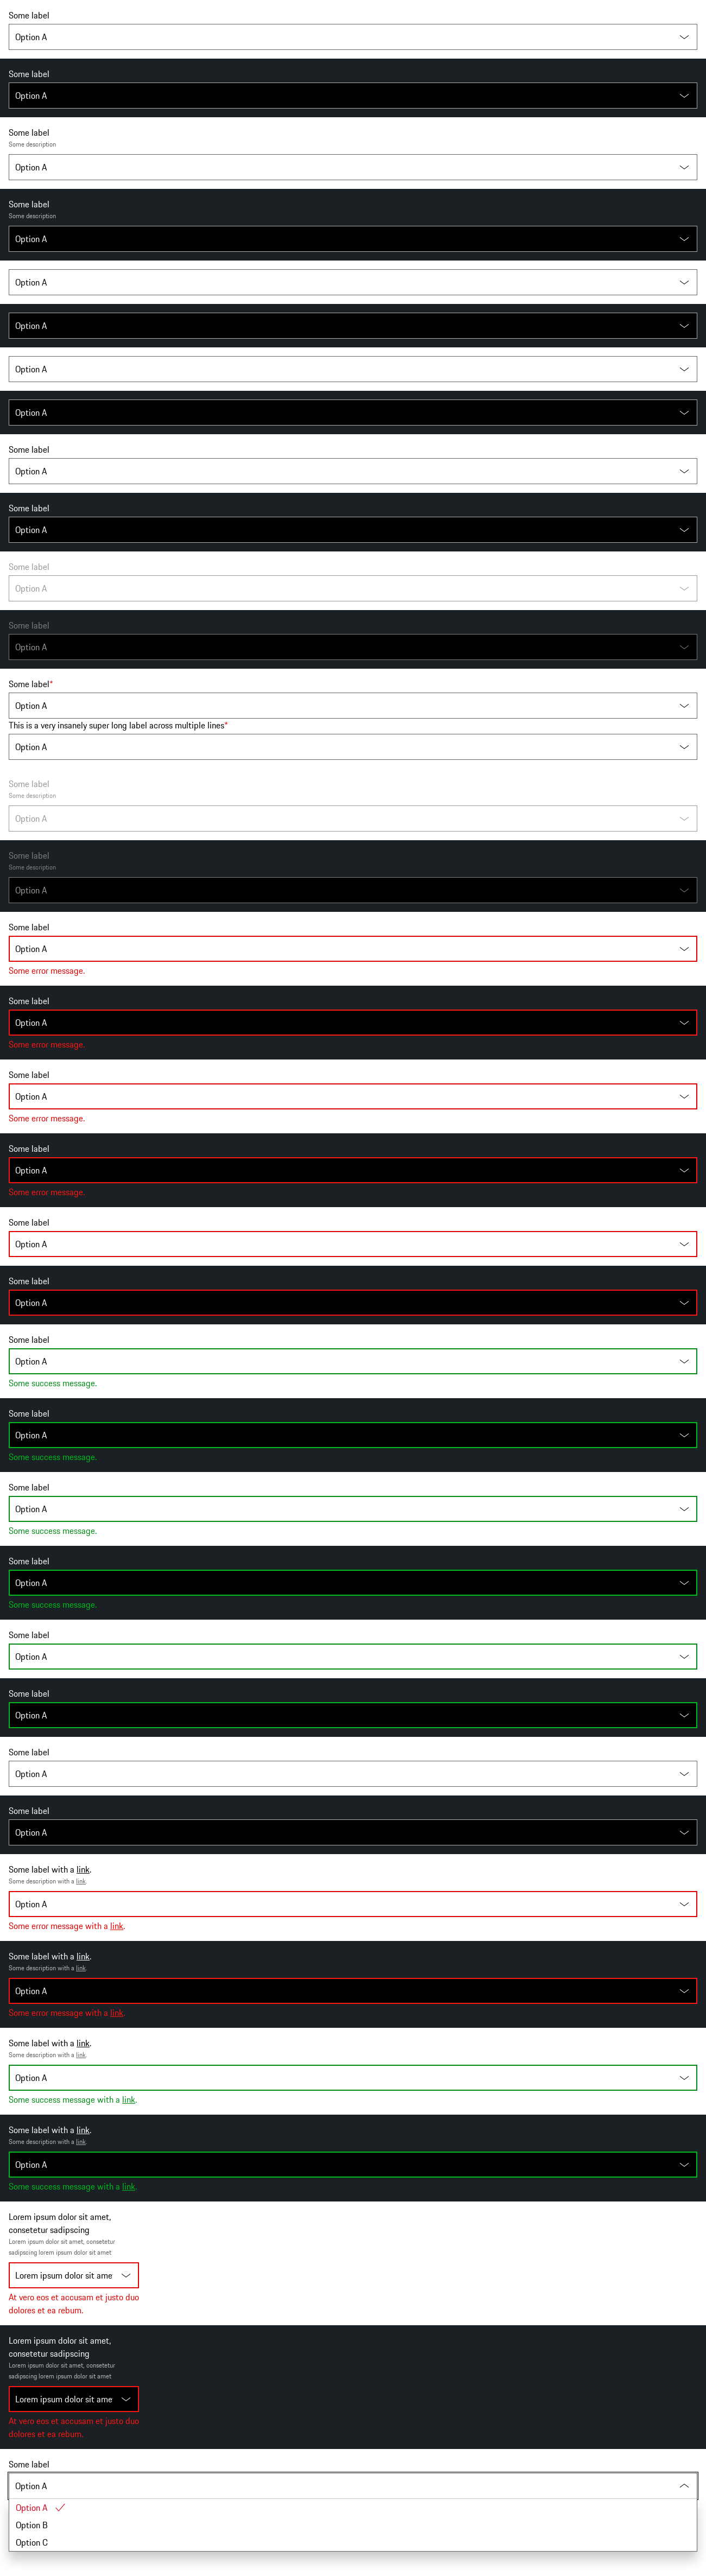 Some label
Option A
Some label
Option A
Some label
Some description
Option A
Some label
Some description
Option A
Option A
Option A
Option A
Option A
Some label
Option A
Some label
Option A
Some label
Option A
Some label
Option A
Some label*
Option A
This is a very insanely super long label across multiple lines*
Option A
Some label
Some description
Option A
Some label
Some description
Option A
Some label
Option A
Some error message.
Some label
Option A
Some error message.
Some label
Option A
Some error message.
Some label
Option A
Some error message.
Some label
Option A
Some label
Option A
Some label
Option A
Some success message.
Some label
Option A
Some success message.
Some label
Option A
Some success message.
Some label
Option A
Some success message.
Some label
Option A
Some label
Option A
Some label
Option A
Some label
Option A
Some label with a link.
Some description with a link.
Option A
Some error message with a link.
Some label with a link.
Some description with a link.
Option A
Some error message with a link.
Some label with a link.
Some description with a link.
Option A
Some success message with a link.
Some label with a link.
Some description with a link.
Option A
Some success message with a link.
Lorem ipsum dolor sit amet,
consetetur sadipscing
Lorem ipsum dolor sit amet, consetetur
sadipscing lorem ipsum dolor sit amet
Lorem ipsum dolor sit ame
At vero eos et accusam et justo duo
dolores et ea rebum.
Lorem ipsum dolor sit amet,
consetetur sadipscing
Lorem ipsum dolor sit amet, consetetur
sadipscing lorem ipsum dolor sit amet
Lorem ipsum dolor sit ame
At vero eos et accusam et justo duo
dolores et ea rebum.
Some label
Option A
Option A
Option B
Option C